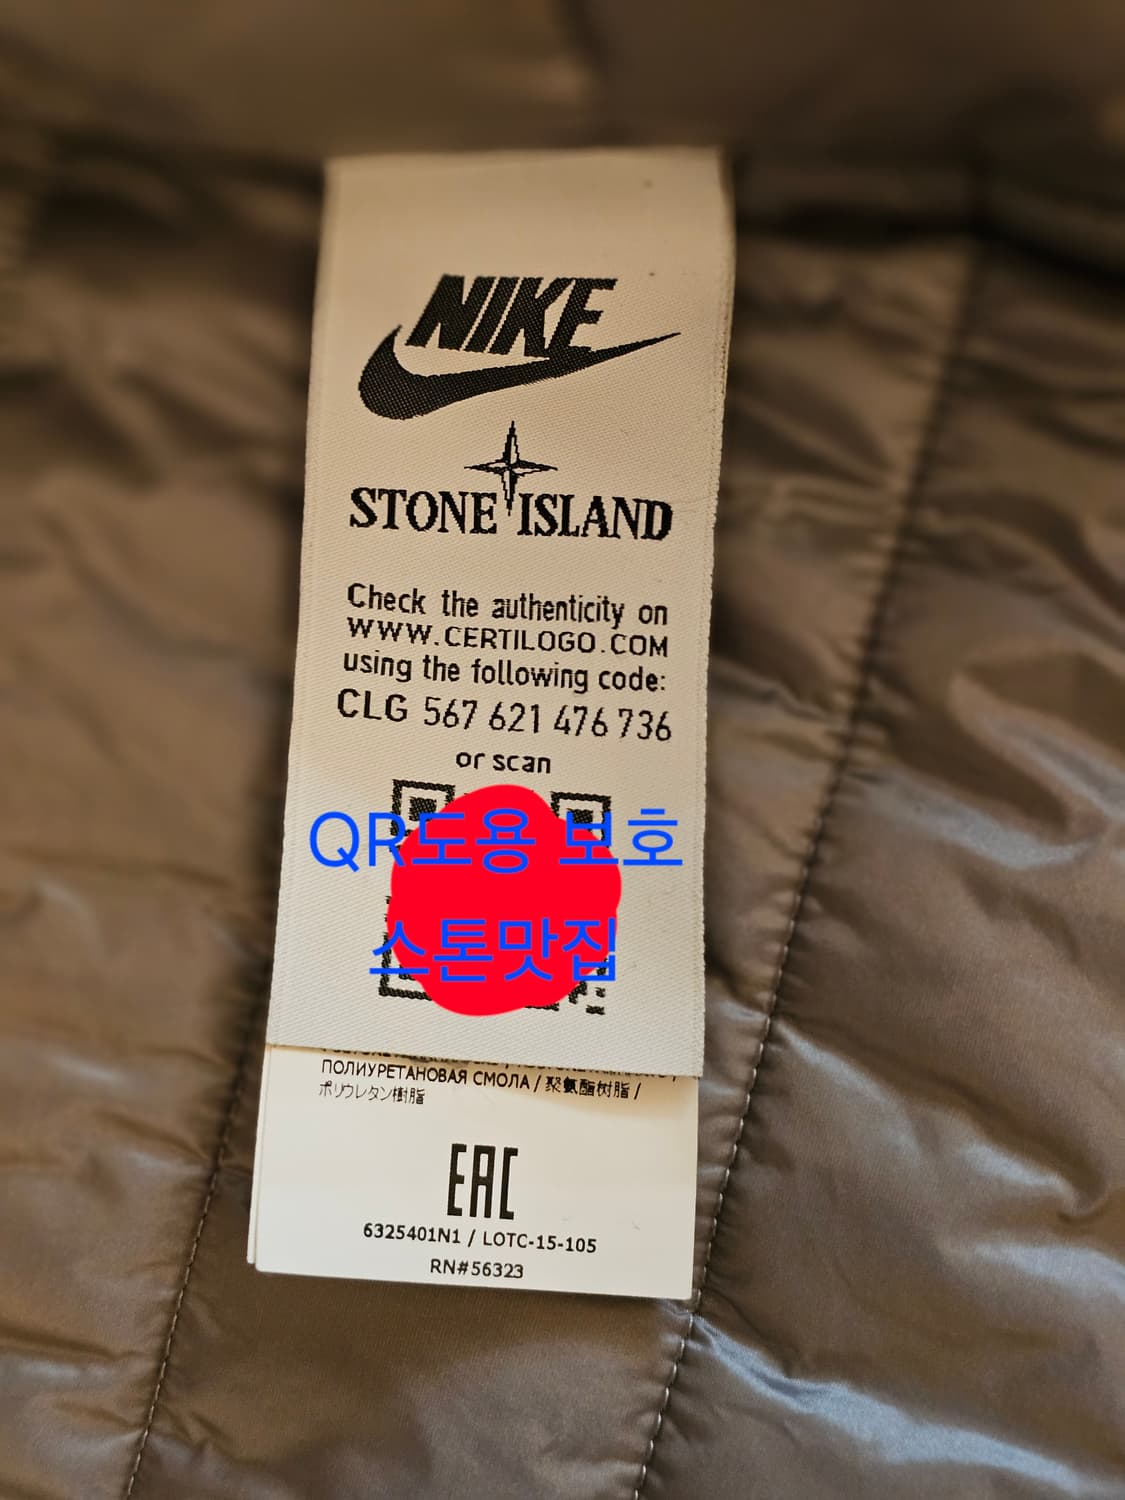 NIKE
STONE ISLAND
Check the authenticity on
WWW.CERTILOGO.COM
using the following code:
CLG 567 621 476 736
or scan
QR도용 보호
스톤맛집
ПОЛИУРЕТАНОВАЯ СМОЛА / 聚氨酯树脂 /
ポリウレタン樹脂
EAC
6325401N1 / LOTC-15-105
RN#56323